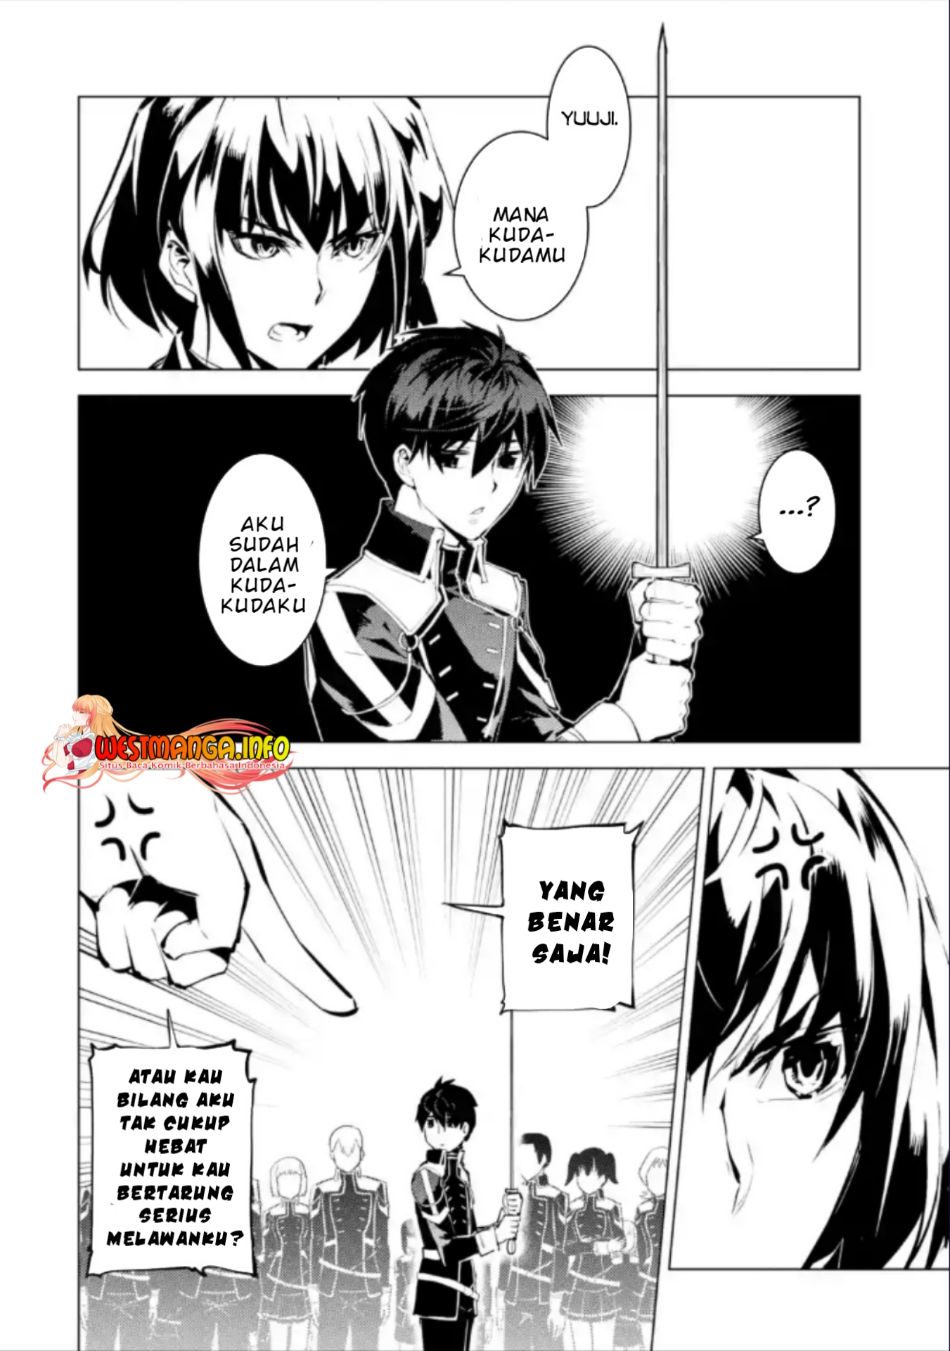 YUUJI.
MANA
KUDA-
KUDAMU
...?
AKU
SUDAH
DALAM
KUDA-
KUDAKU
WESTMANGA.INFO
Situs Baca Komik Berbahasa Indonesia
YANG
BENAR
SAJA!
ATAU KAU
BILANG AKU
TAK CUKUP
HEBAT
UNTUK KAU
BERTARUNG
SERIUS
MELAWANKU?